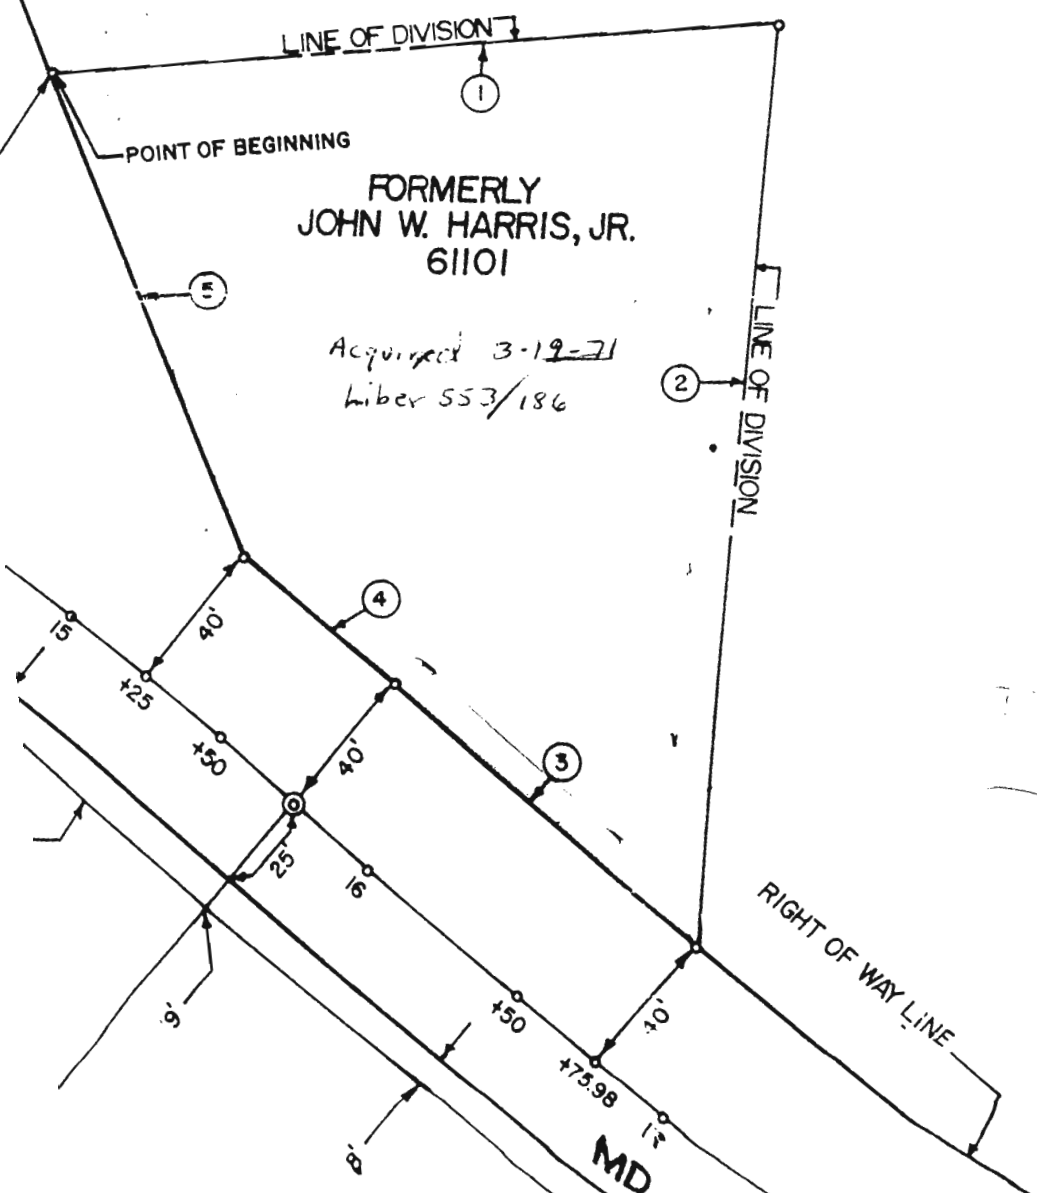 LINE OF DIVISION
1
POINT OF BEGINNING
FORMERLY
JOHN W. HARRIS, JR.
61101
5
Acquired 3-19-71
Liber 553/186
2
LINE OF DIVISION
4
40'
15
+25
+50
40'
3
25'
16
RIGHT OF WAY LINE
9'
+50
40'
+75.98
8'
MD